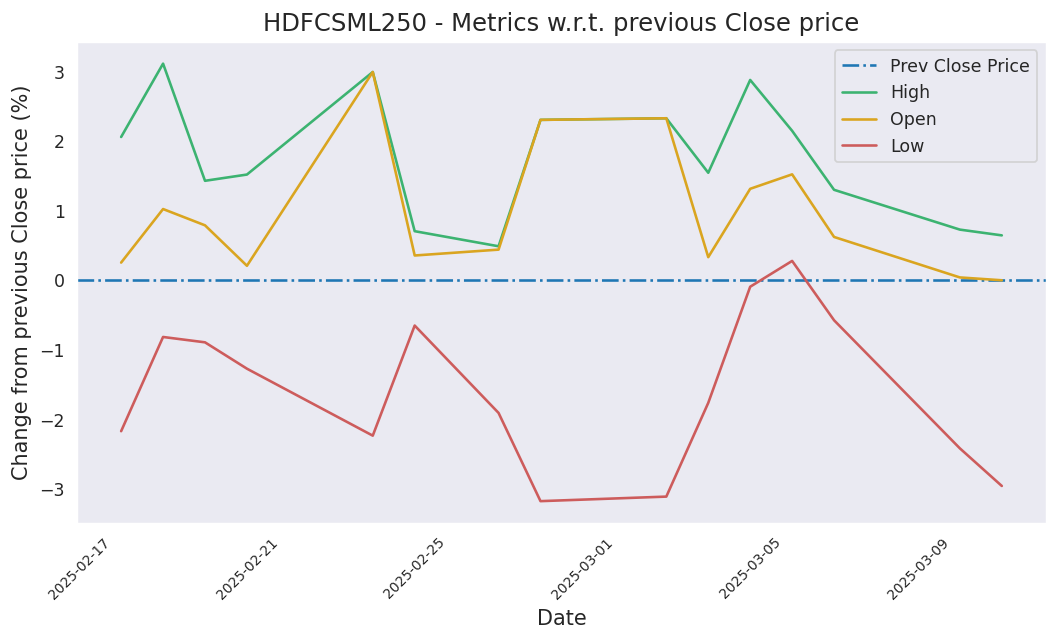 HDFCSML250 - Metrics w.r.t. previous Close price
Change from previous Close price (%)
3
2
1
0
−1
−2
−3
Prev Close Price
High
Open
Low
2025-02-17
2025-02-21
2025-02-25
2025-03-01
2025-03-05
2025-03-09
Date